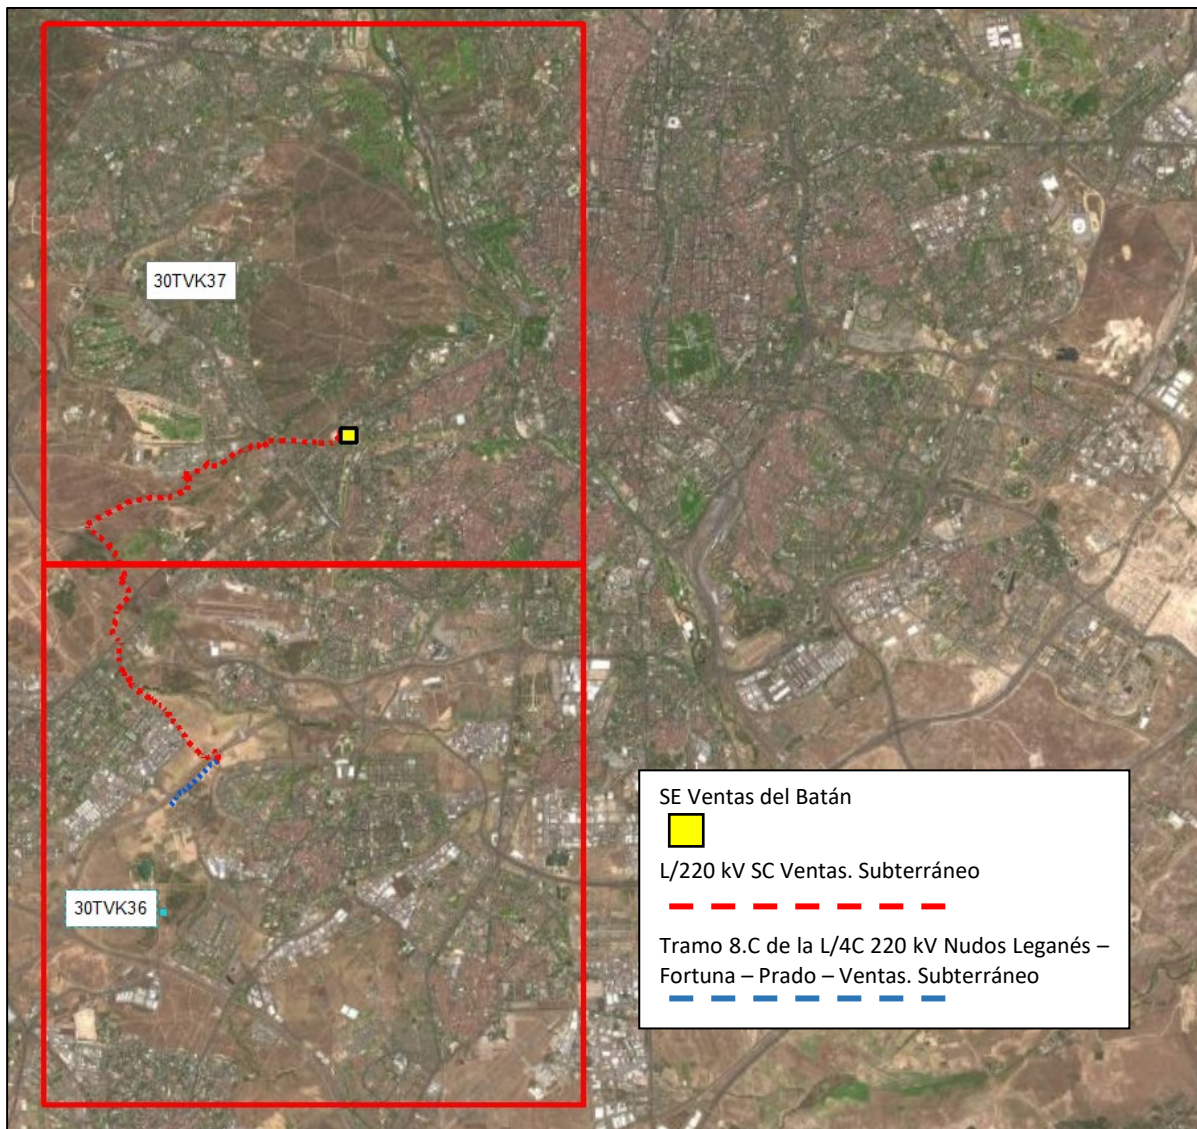 30TVK37
30TVK36
SE Ventas del Batán
L/220 kV SC Ventas. Subterráneo
Tramo 8.C de la L/4C 220 kV Nudos Leganés –
Fortuna – Prado – Ventas. Subterráneo